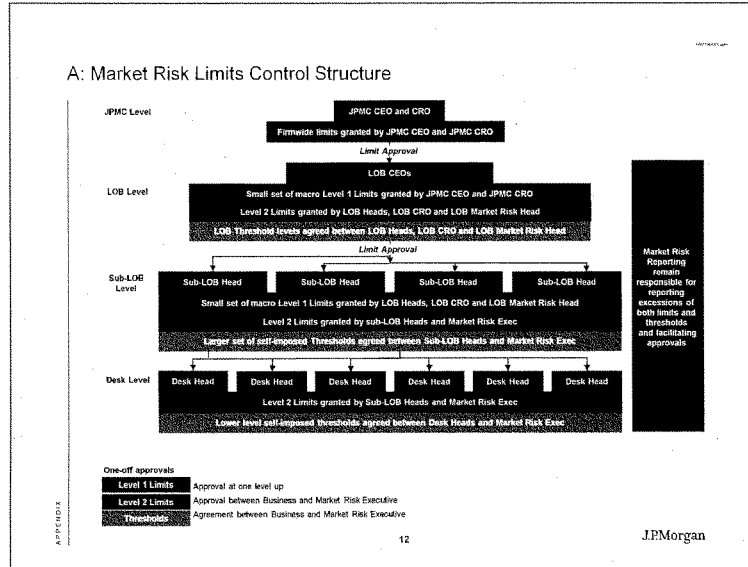 A: Market Risk Limits Control Structure
JPMC Level
JPMC CEO and CRO
Firmwide limits granted by JPMC CEO and JPMC CRO
Limit Approval
LOB CEOs
LOB Level
Small set of macro Level 1 Limits granted by JPMC CEO and JPMC CRO
Level 2 Limits granted by LOB Heads, LOB CRO and LOB Market Risk Head
LOB Threshold levels agreed between LOB Heads, LOB CRO and LOB Market Risk Head
Limit Approval
Sub-LOB
Level
Sub-LOB Head Sub-LOB Head Sub-LOB Head Sub-LOB Head
Small set of macro Level 1 Limits granted by LOB Heads, LOB CRO and LOB Market Risk Head
Level 2 Limits granted by sub-LOB Heads and Market Risk Exec
Larger set of self-imposed Thresholds agreed between Sub-LOB Heads and Market Risk Exec
Desk Level
Desk Head Desk Head Desk Head Desk Head Desk Head Desk Head
Level 2 Limits granted by Sub-LOB Heads and Market Risk Exec
Lower level self-imposed thresholds agreed between Desk Heads and Market Risk Exec
Market Risk
Reporting
remain
responsible for
reporting
excessions of
both limits and
thresholds
and facilitating
approvals
One-off approvals
Level 1 Limits Approval at one level up
Level 2 Limits Approval between Business and Market Risk Executive
Thresholds Agreement between Business and Market Risk Executive
APPENDIX
12
J.P.Morgan